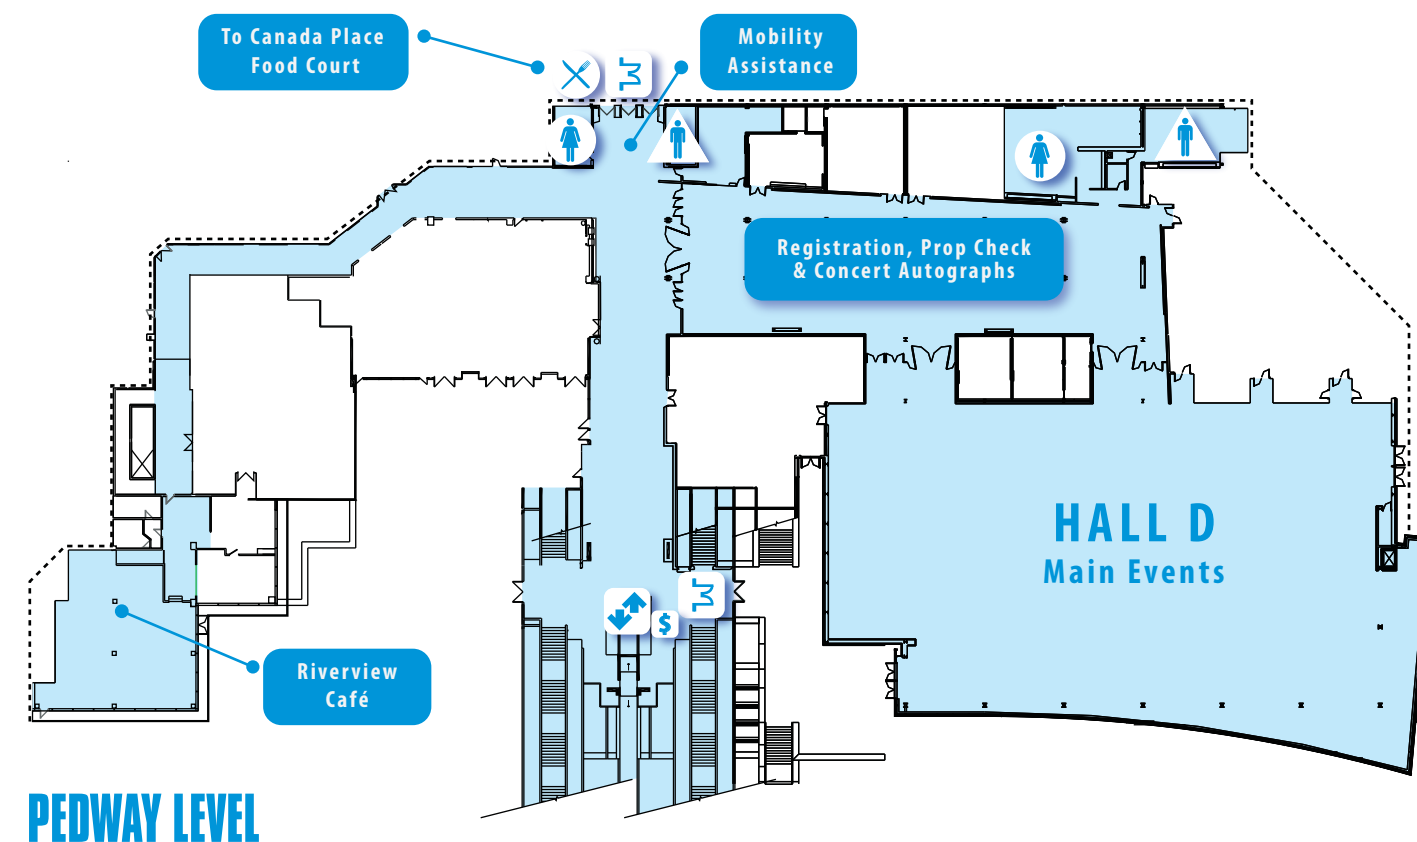 To Canada Place
Food Court
Mobility
Assistance
Registration, Prop Check
& Concert Autographs
HALL D
Main Events
$
Riverview
Café
PEDWAY LEVEL